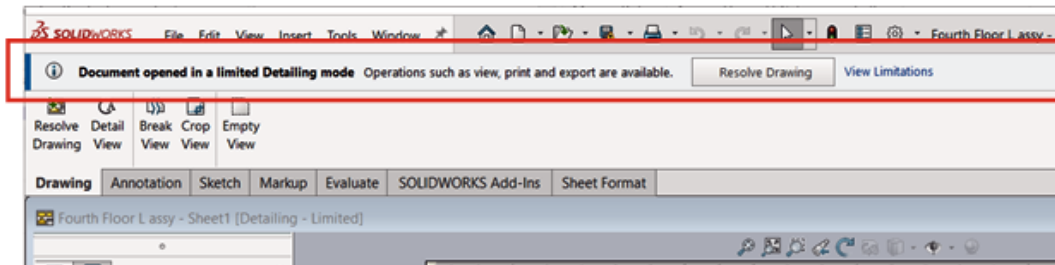 SOLIDWORKS File Edit View Insert Tools Window Fourth Floor L assy -
Document opened in a limited Detailing mode Operations such as view, print and export are available. Resolve Drawing View Limitations
Resolve Detail Break Crop Empty
Drawing View View View View
Drawing Annotation Sketch Markup Evaluate SOLIDWORKS Add-Ins Sheet Format
Fourth Floor L assy - Sheet1 [Detailing - Limited]